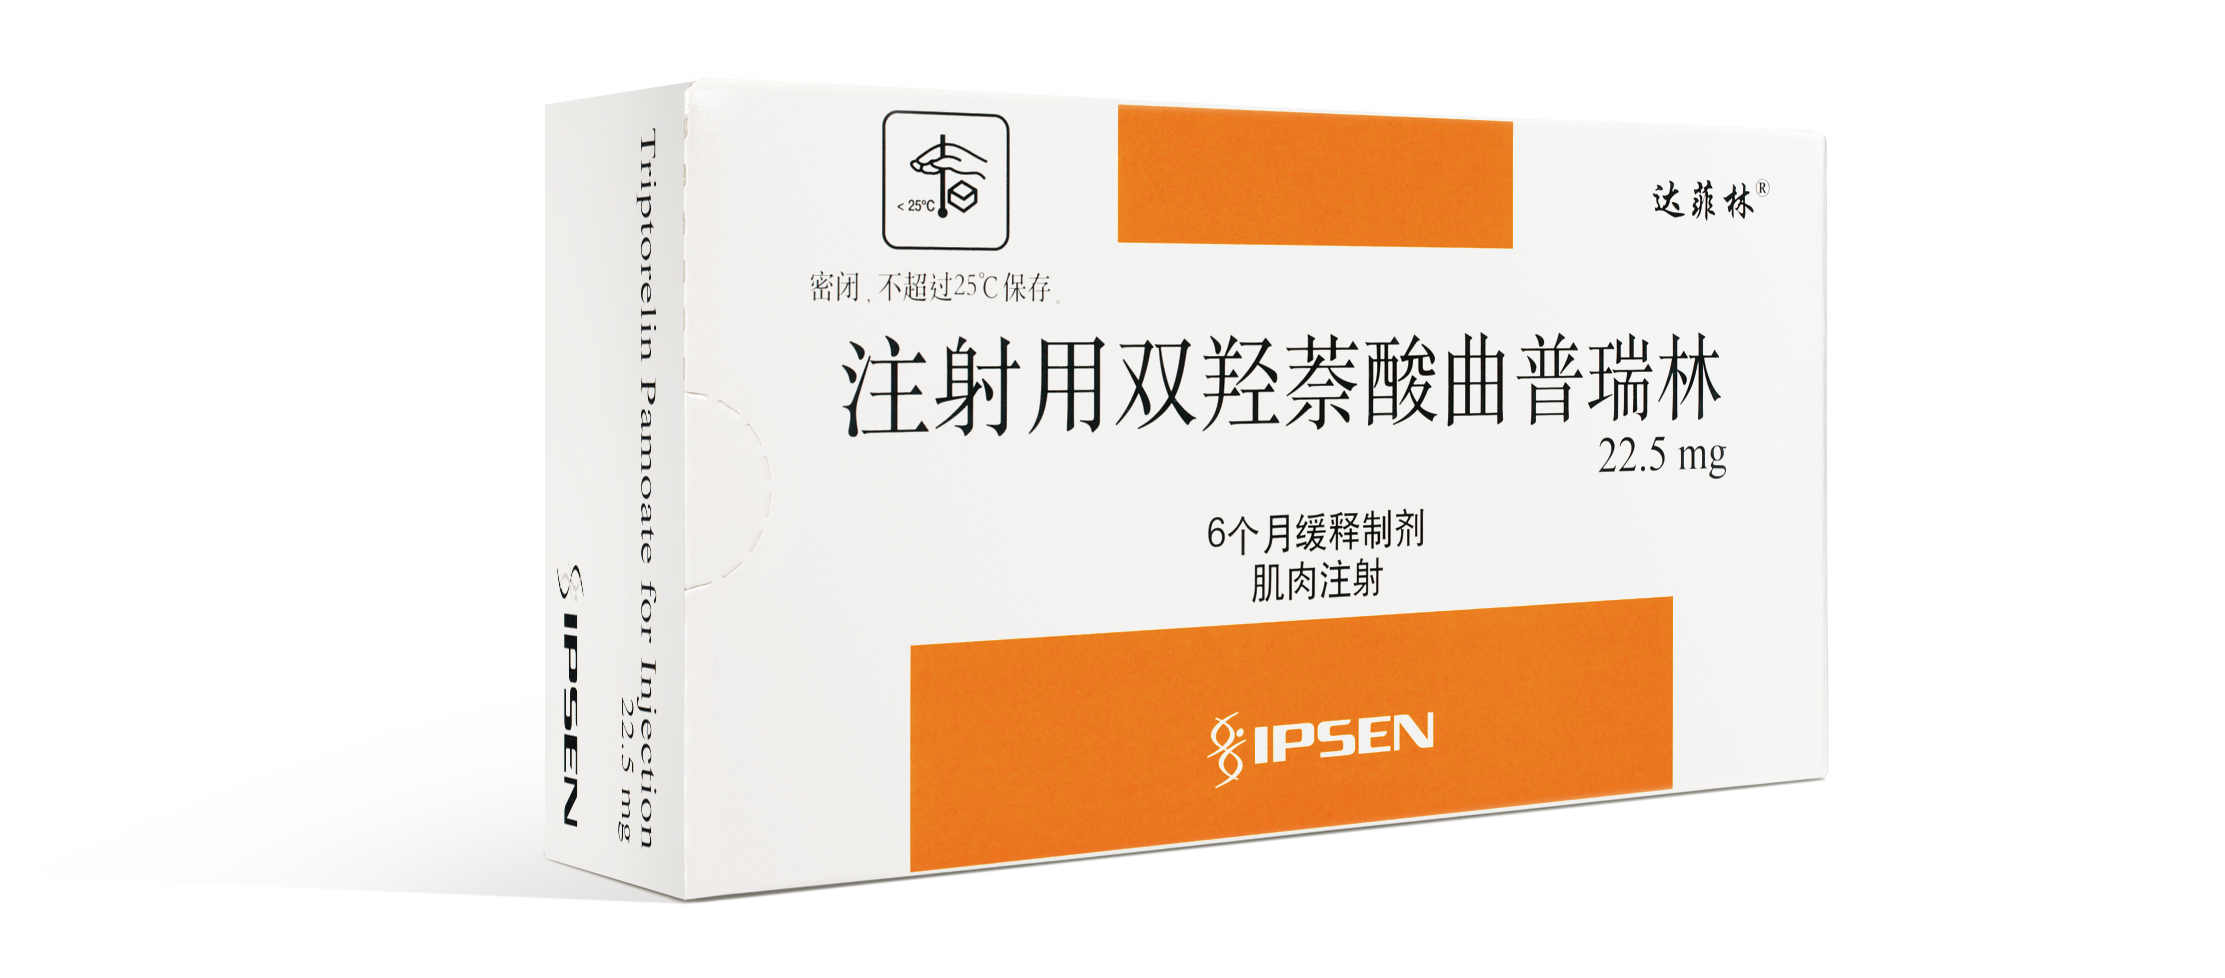 Triptorelin Pamoate for Injection
22.5 mg
IPSEN
< 25℃
密闭，不超过25℃保存。
达菲林®
注射用双羟萘酸曲普瑞林
22.5 mg
6个月缓释制剂
肌肉注射
IPSEN